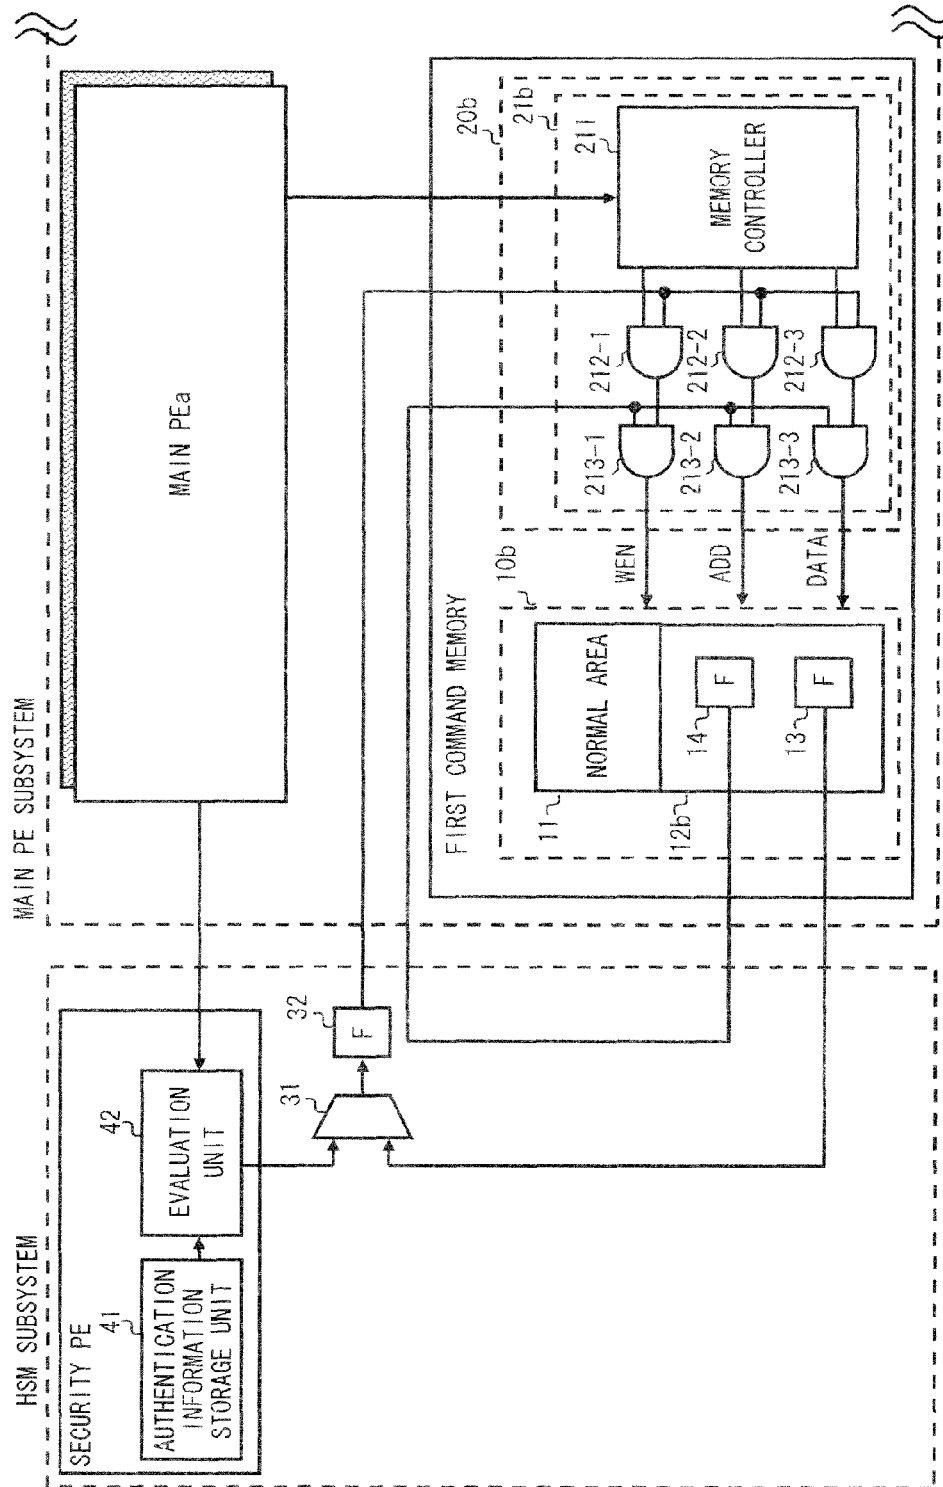 HSM SUBSYSTEM
SECURITY PE
41
AUTHENTICATION
INFORMATION
STORAGE UNIT
42
EVALUATION
UNIT
31
32
F
MAIN PE SUBSYSTEM
MAIN PEa
FIRST COMMAND MEMORY
10b
11
NORMAL AREA
12b
14
F
13
F
WEN
ADD
DATA
20b
21b
211
MEMORY
CONTROLLER
212-1
212-2
212-3
213-1
213-2
213-3